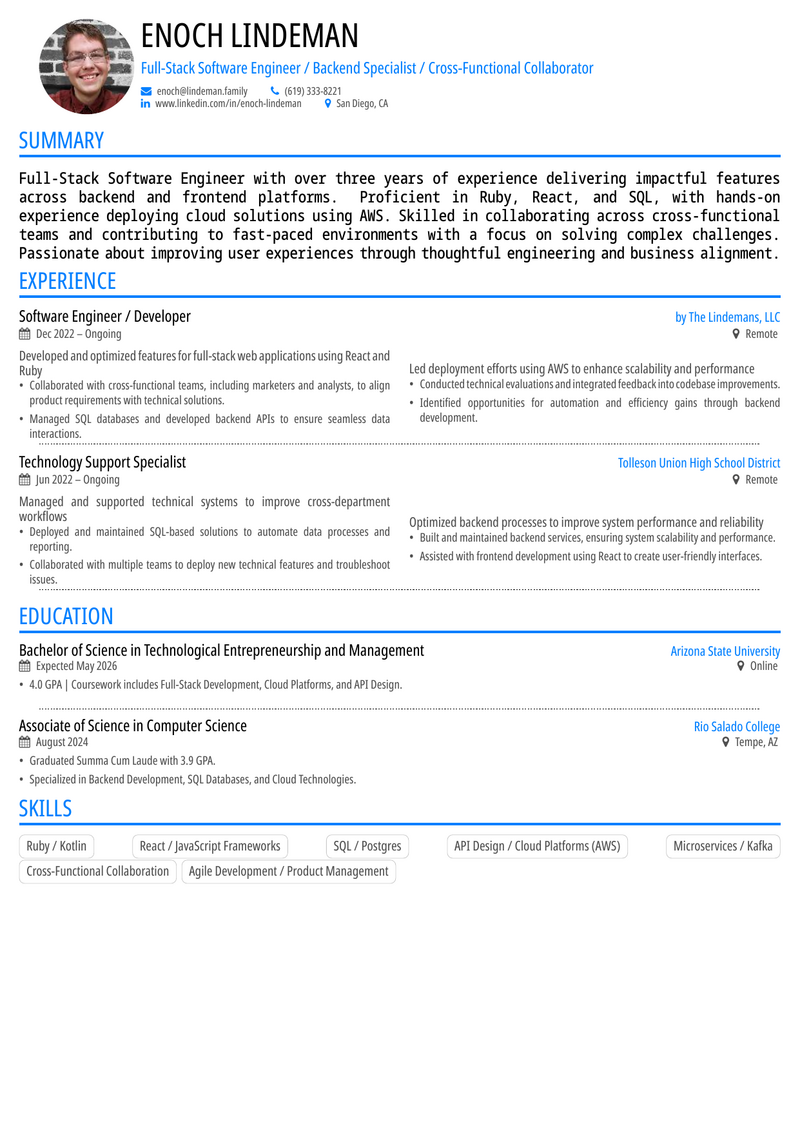 ENOCH LINDEMAN
Full-Stack Software Engineer / Backend Specialist / Cross-Functional Collaborator
enoch@lindeman.family (619) 333-8221
www.linkedin.com/in/enoch-lindeman San Diego, CA
SUMMARY
Full-Stack Software Engineer with over three years of experience delivering impactful features
across backend and frontend platforms. Proficient in Ruby, React, and SQL, with hands-on
experience deploying cloud solutions using AWS. Skilled in collaborating across cross-functional
teams and contributing to fast-paced environments with a focus on solving complex challenges.
Passionate about improving user experiences through thoughtful engineering and business alignment.
EXPERIENCE
Software Engineer / Developer by The Lindemans, LLC
Dec 2022 – Ongoing Remote
Developed and optimized features for full-stack web applications using React and
Ruby
• Collaborated with cross-functional teams, including marketers and analysts, to align
product requirements with technical solutions.
• Managed SQL databases and developed backend APIs to ensure seamless data
interactions.
Led deployment efforts using AWS to enhance scalability and performance
• Conducted technical evaluations and integrated feedback into codebase improvements.
• Identified opportunities for automation and efficiency gains through backend
development.
Technology Support Specialist Tolleson Union High School District
Jun 2022 – Ongoing Remote
Managed and supported technical systems to improve cross-department
workflows
• Deployed and maintained SQL-based solutions to automate data processes and
reporting.
• Collaborated with multiple teams to deploy new technical features and troubleshoot
issues.
Optimized backend processes to improve system performance and reliability
• Built and maintained backend services, ensuring system scalability and performance.
• Assisted with frontend development using React to create user-friendly interfaces.
EDUCATION
Bachelor of Science in Technological Entrepreneurship and Management Arizona State University
Expected May 2026 Online
• 4.0 GPA | Coursework includes Full-Stack Development, Cloud Platforms, and API Design.
Associate of Science in Computer Science Rio Salado College
August 2024 Tempe, AZ
• Graduated Summa Cum Laude with 3.9 GPA.
• Specialized in Backend Development, SQL Databases, and Cloud Technologies.
SKILLS
Ruby / Kotlin React / JavaScript Frameworks SQL / Postgres API Design / Cloud Platforms (AWS) Microservices / Kafka
Cross-Functional Collaboration Agile Development / Product Management